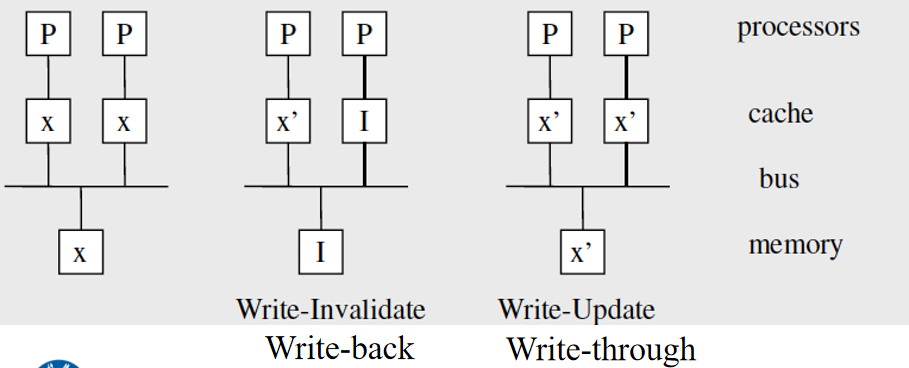 P P P P P P processors
x x x' I x' x' cache
bus
x I x' memory
Write-Invalidate Write-Update
Write-back Write-through